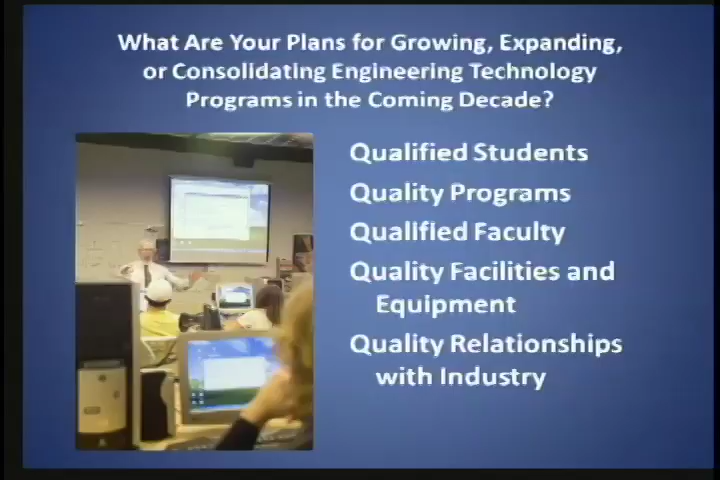 What Are Your Plans for Growing, Expanding,
or Consolidating Engineering Technology
Programs in the Coming Decade?
Qualified Students
Quality Programs
Qualified Faculty
Quality Facilities and
Equipment
Quality Relationships
with Industry